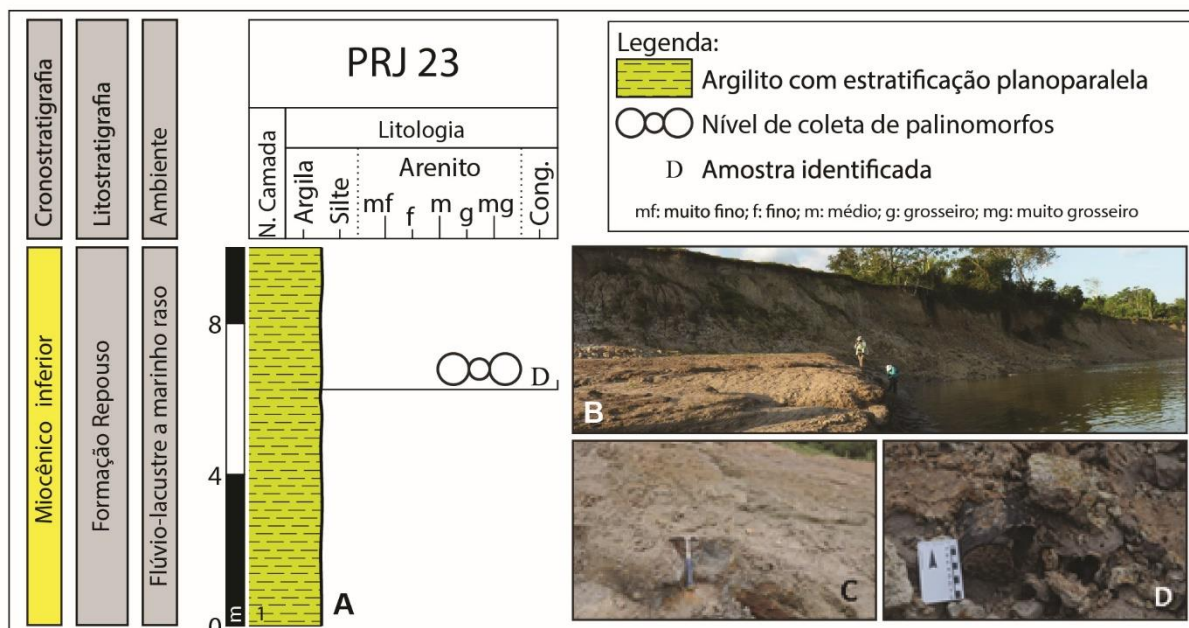 Cronostratigrafia
Litostratigrafia
Ambiente
PRJ 23
Litologia
N. Camada
Argila
Silte
Arenito
mf
f
m
g
mg
Cong.
Legenda:
Argilito com estratificação planoparalela
Nível de coleta de palinomorfos
D Amostra identificada
mf: muito fino; f: fino; m: médio; g: grosseiro; mg: muito grosseiro
Miocênico inferior
Formação Repouso
Flúvio-lacustre a marinho raso
8
4
0
m
1
D
A
B
C
D